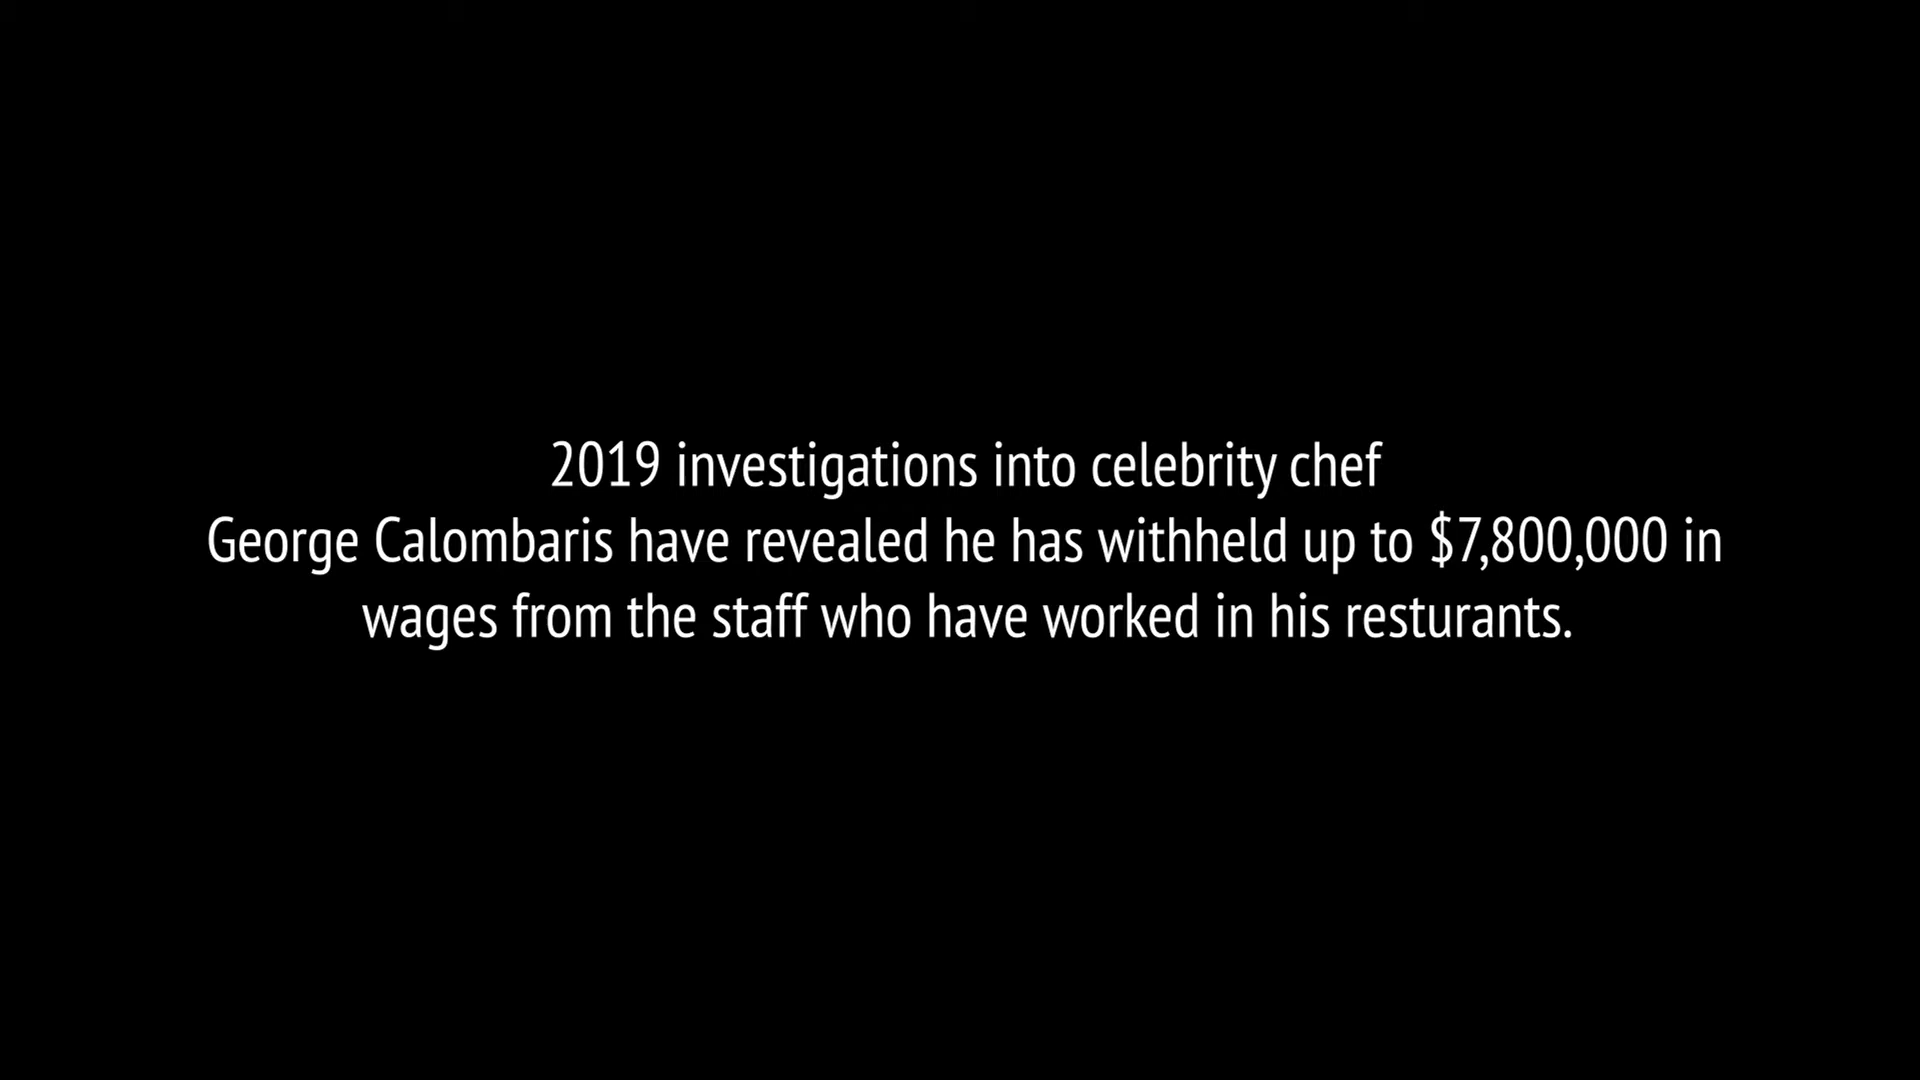 2019 investigations into celebrity chef
George Calombaris have revealed he has withheld up to $7,800,000 in
wages from the staff who have worked in his resturants.